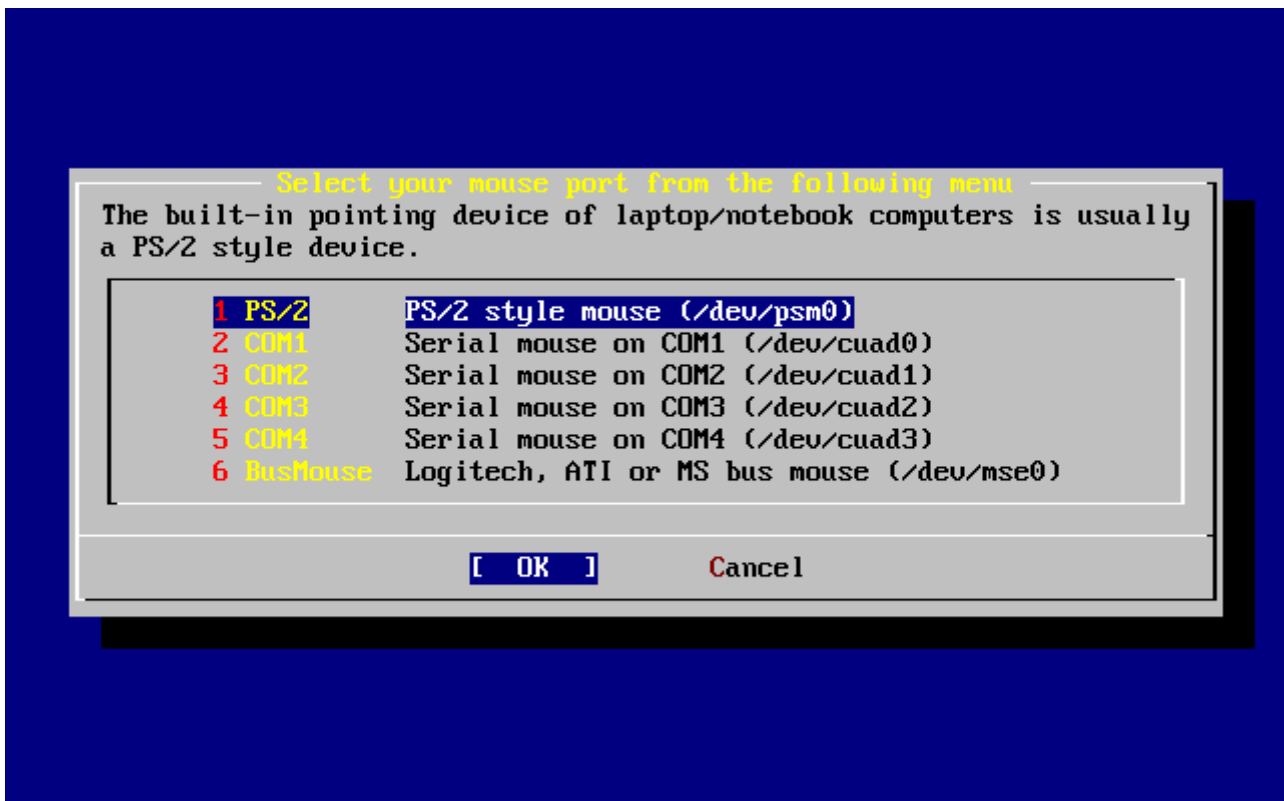 Select your mouse port from the following menu
The built-in pointing device of laptop/notebook computers is usually
a PS/2 style device.
1 PS/2 PS/2 style mouse (/dev/psm0)
2 COM1 Serial mouse on COM1 (/dev/cuad0)
3 COM2 Serial mouse on COM2 (/dev/cuad1)
4 COM3 Serial mouse on COM3 (/dev/cuad2)
5 COM4 Serial mouse on COM4 (/dev/cuad3)
6 BusMouse Logitech, ATI or MS bus mouse (/dev/mse0)
[ OK ] Cancel